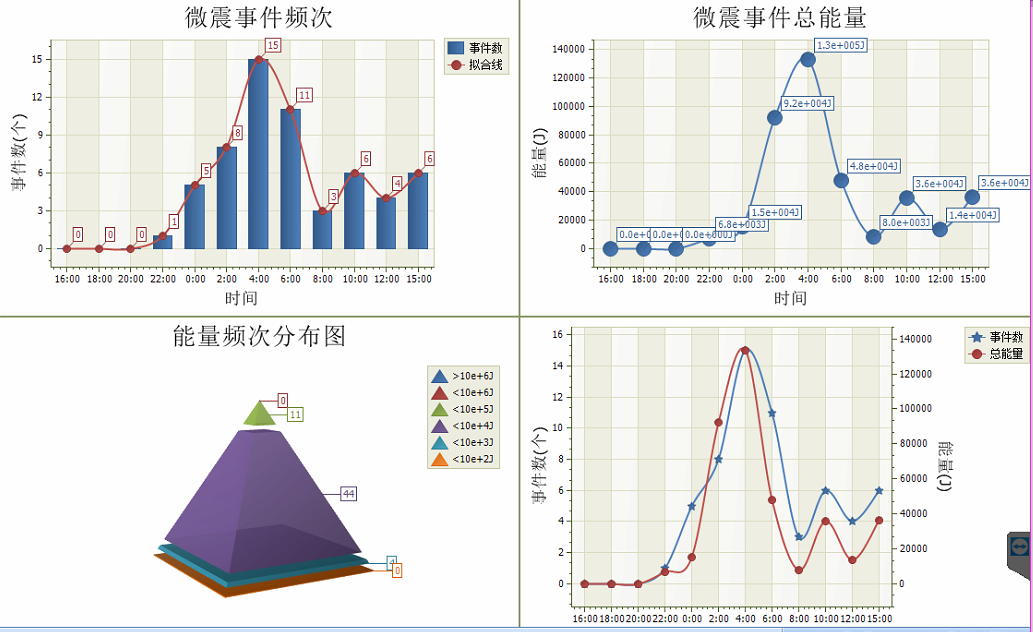 微震事件频次
事件数
拟合线
事件数(个)
15
12
9
6
3
0
0
0
0
1
5
8
15
11
3
6
4
6
16:00 18:00 20:00 22:00 0:00 2:00 4:00 6:00 8:00 10:00 12:00 15:00
时间
微震事件总能量
能量(J)
140000
120000
100000
80000
60000
40000
20000
0
6.8e+003J
1.5e+004J
9.2e+004J
1.3e+005J
4.8e+004J
8.0e+003J
3.6e+004J
1.4e+004J
3.6e+004J
16:00 18:00 20:00 22:00 0:00 2:00 4:00 6:00 8:00 10:00 12:00 15:00
时间
能量频次分布图
>10e+6J
<10e+6J
<10e+5J
<10e+4J
<10e+3J
<10e+2J
0
11
44
0
事件数
总能量
事件数(个)
16
14
12
10
8
6
4
2
0
能量(J)
140000
120000
100000
80000
60000
40000
20000
0
16:00 18:00 20:00 22:00 0:00 2:00 4:00 6:00 8:00 10:00 12:00 15:00